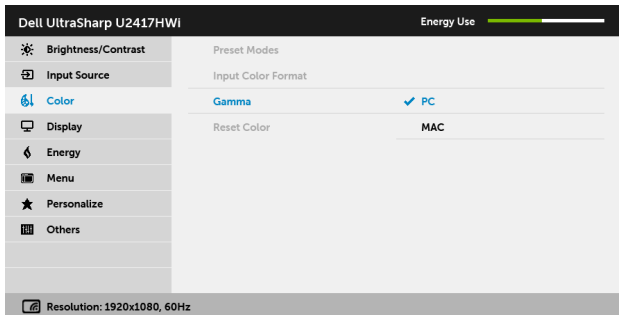 Dell UltraSharp U2417HWi
Energy Use
Brightness/Contrast
Preset Modes
Input Source
Input Color Format
Color
Gamma
PC
Display
Reset Color
MAC
Energy
Menu
Personalize
Others
Resolution: 1920x1080, 60Hz